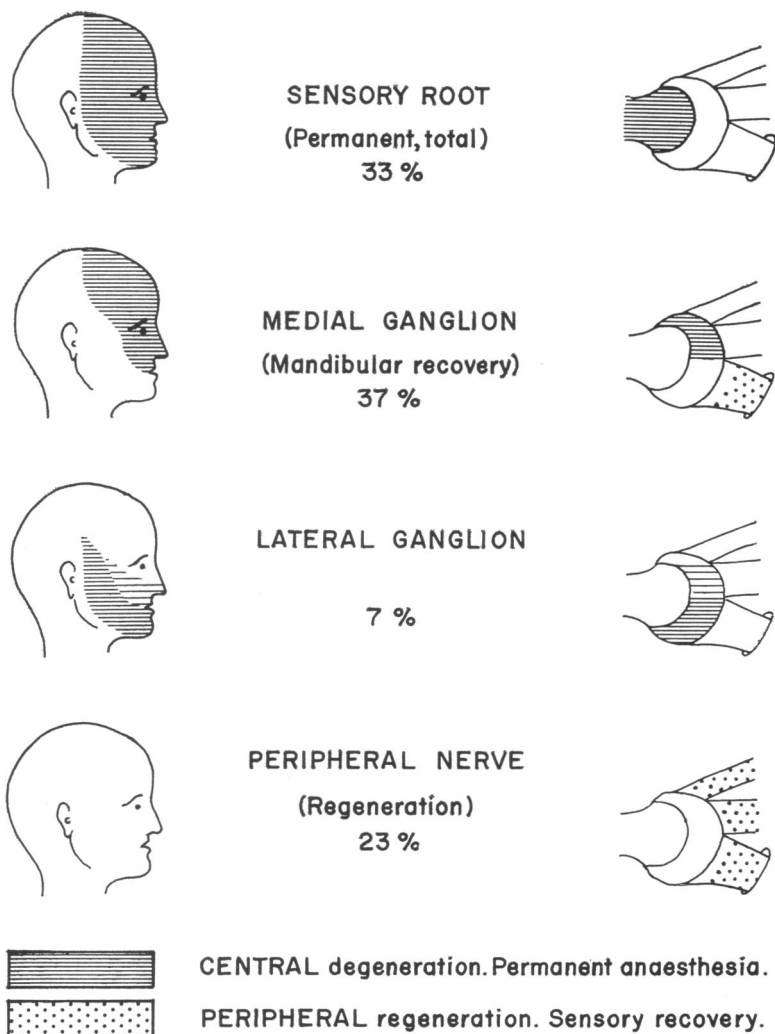 SENSORY ROOT
(Permanent, total)
33 %
MEDIAL GANGLION
(Mandibular recovery)
37 %
LATERAL GANGLION
7 %
PERIPHERAL NERVE
(Regeneration)
23 %
CENTRAL degeneration. Permanent anaesthesia.
PERIPHERAL regeneration. Sensory recovery.